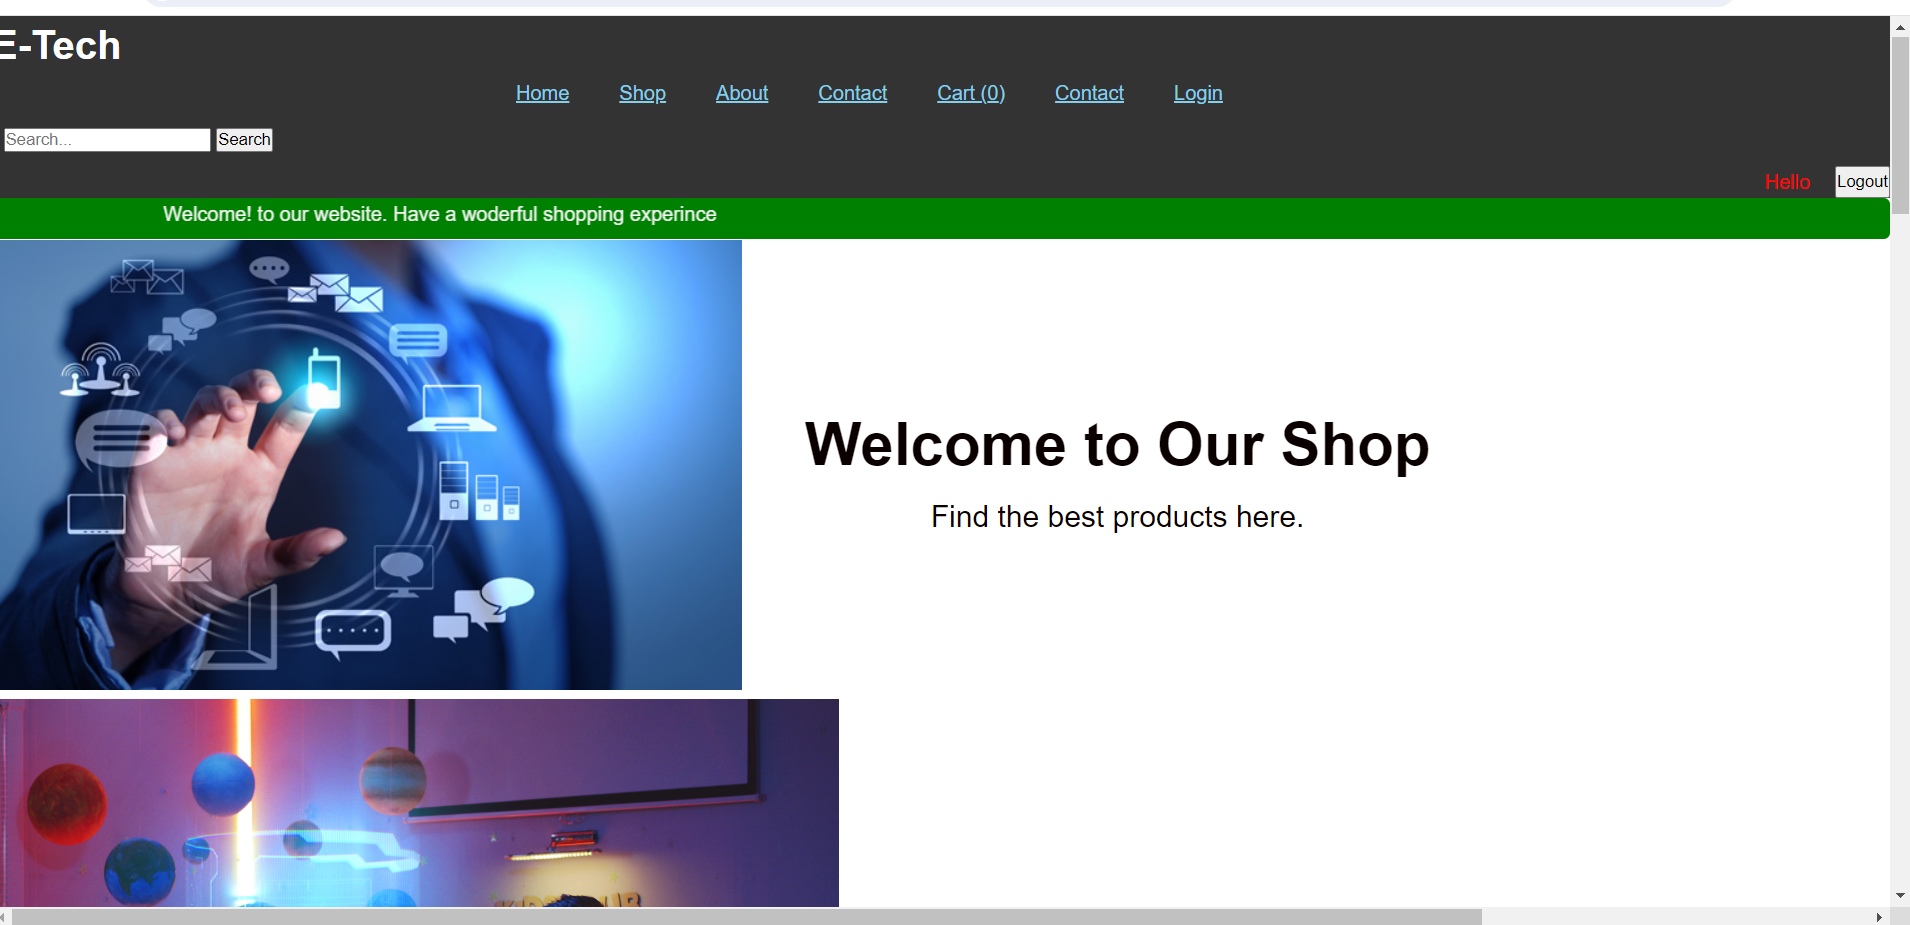 E-Tech
Home Shop About Contact Cart (0) Contact Login
Search... Search
Hello Logout
Welcome! to our website. Have a woderful shopping experince
Welcome to Our Shop
Find the best products here.